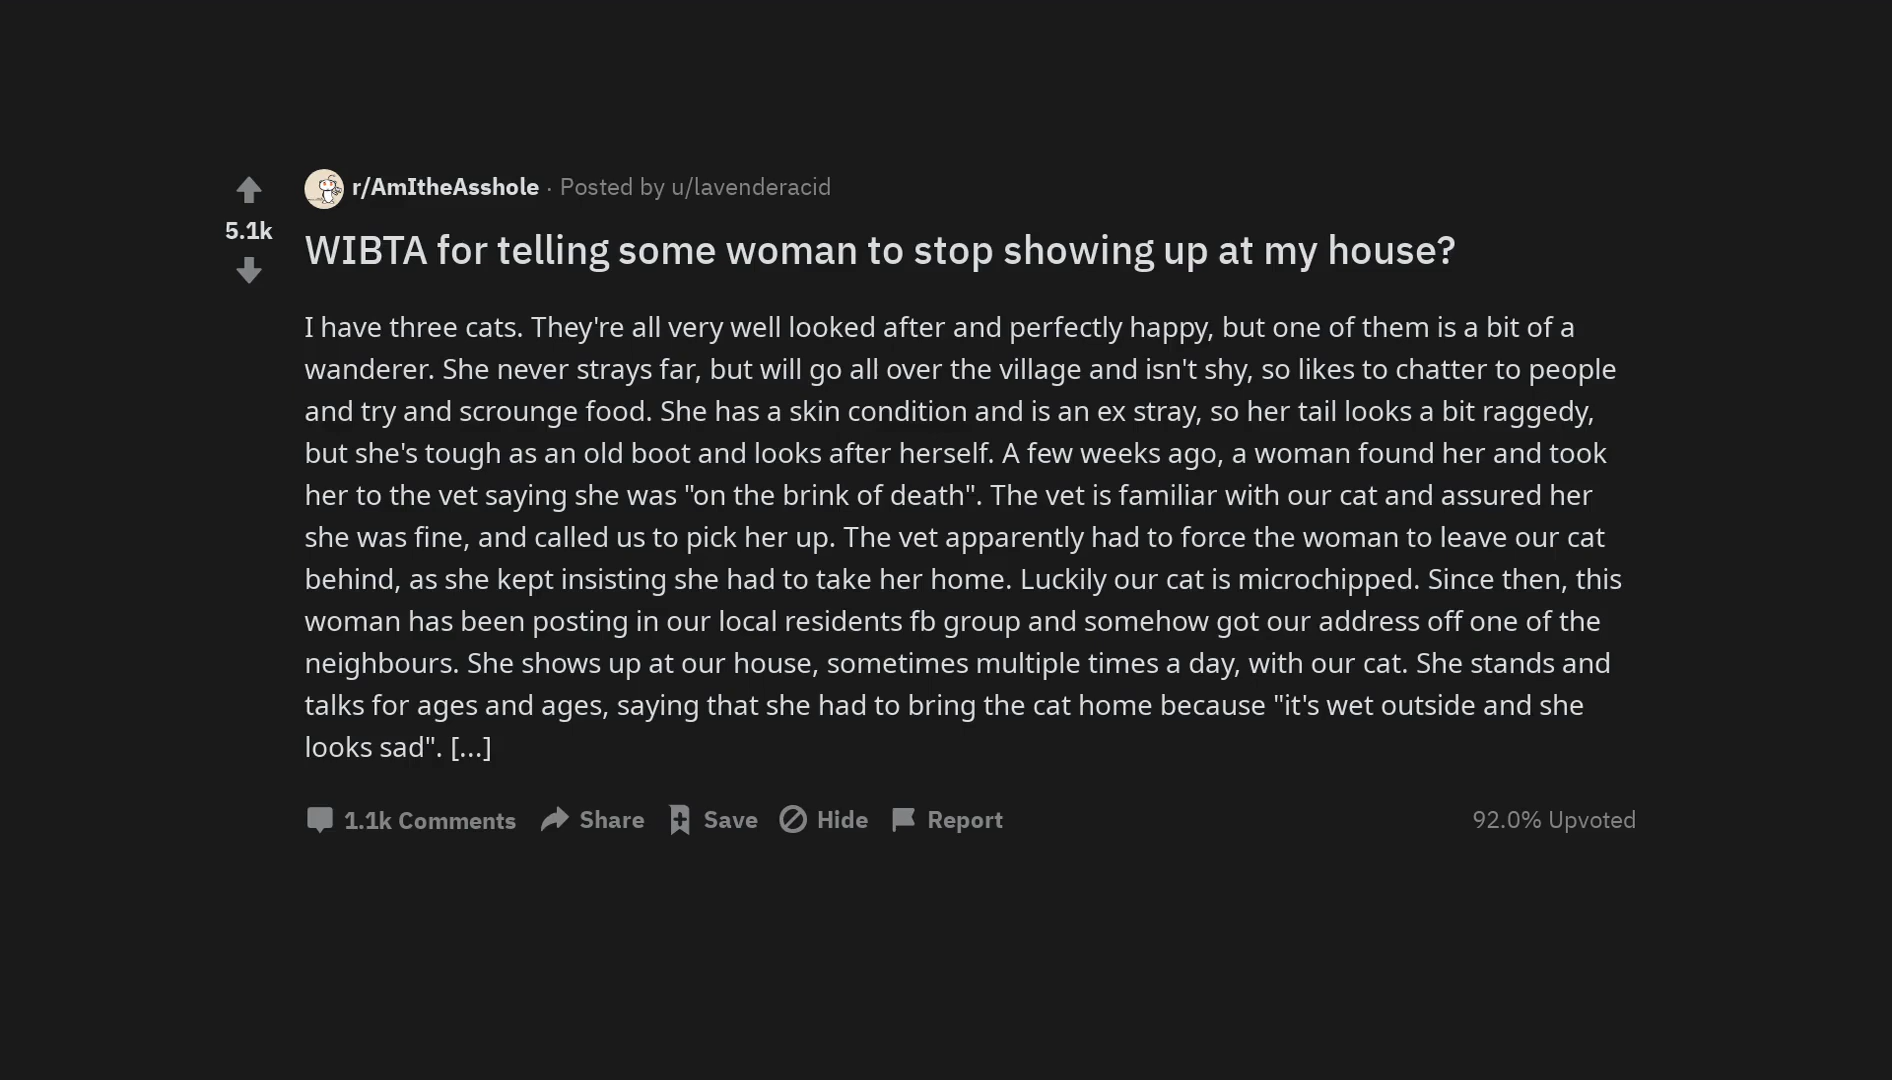 r/AmItheAsshole · Posted by u/lavenderacid
5.1k
WIBTA for telling some woman to stop showing up at my house?
I have three cats. They're all very well looked after and perfectly happy, but one of them is a bit of a
wanderer. She never strays far, but will go all over the village and isn't shy, so likes to chatter to people
and try and scrounge food. She has a skin condition and is an ex stray, so her tail looks a bit raggedy,
but she's tough as an old boot and looks after herself. A few weeks ago, a woman found her and took
her to the vet saying she was "on the brink of death". The vet is familiar with our cat and assured her
she was fine, and called us to pick her up. The vet apparently had to force the woman to leave our cat
behind, as she kept insisting she had to take her home. Luckily our cat is microchipped. Since then, this
woman has been posting in our local residents fb group and somehow got our address off one of the
neighbours. She shows up at our house, sometimes multiple times a day, with our cat. She stands and
talks for ages and ages, saying that she had to bring the cat home because "it's wet outside and she
looks sad". [...]
1.1k Comments Share Save Hide Report 92.0% Upvoted